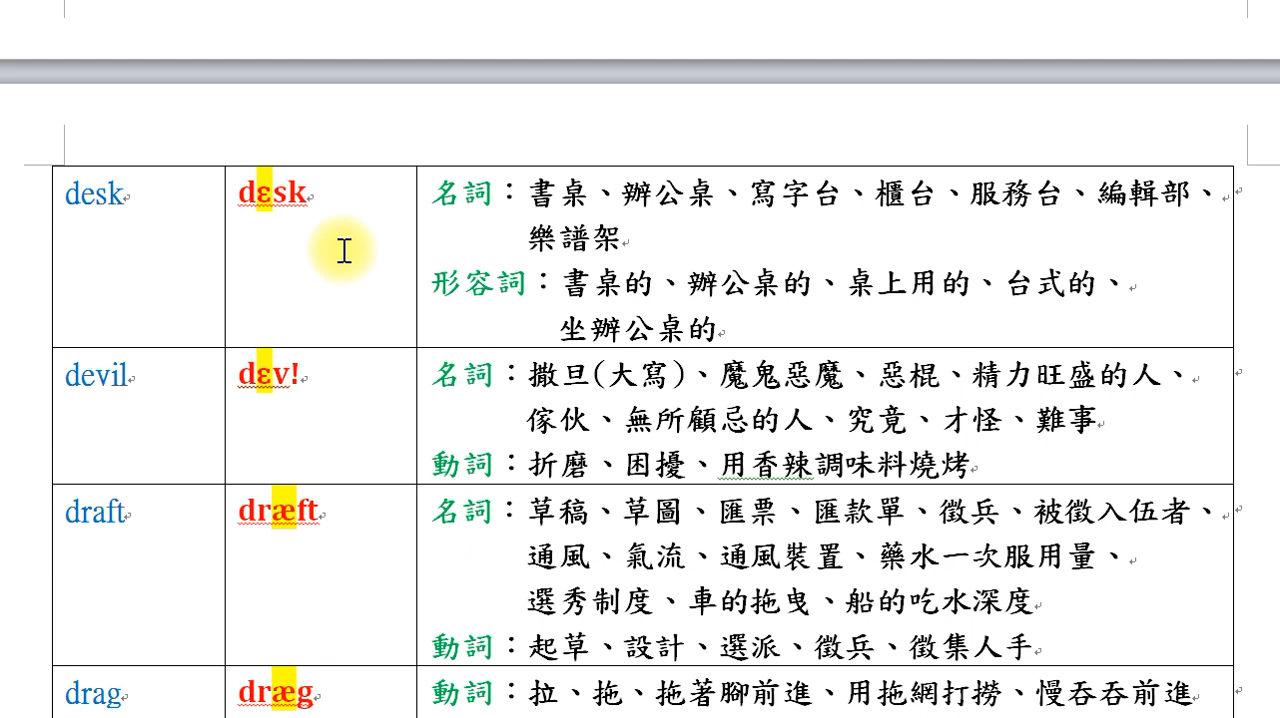 desk dɛsk 名詞：書桌、辦公桌、寫字台、櫃台、服務台、編輯部、
樂譜架
形容詞：書桌的、辦公桌的、桌上用的、台式的、
坐辦公桌的
devil dɛv! 名詞：撒旦(大寫)、魔鬼惡魔、惡棍、精力旺盛的人、
傢伙、無所顧忌的人、究竟、才怪、難事
動詞：折磨、困擾、用香辣調味料燒烤
draft dræft 名詞：草稿、草圖、匯票、匯款單、徵兵、被徵入伍者、
通風、氣流、通風裝置、藥水一次服用量、
選秀制度、車的拖曳、船的吃水深度
動詞：起草、設計、選派、徵兵、徵集人手
drag dræg 動詞：拉、拖、拖著腳前進、用拖網打撈、慢吞吞前進